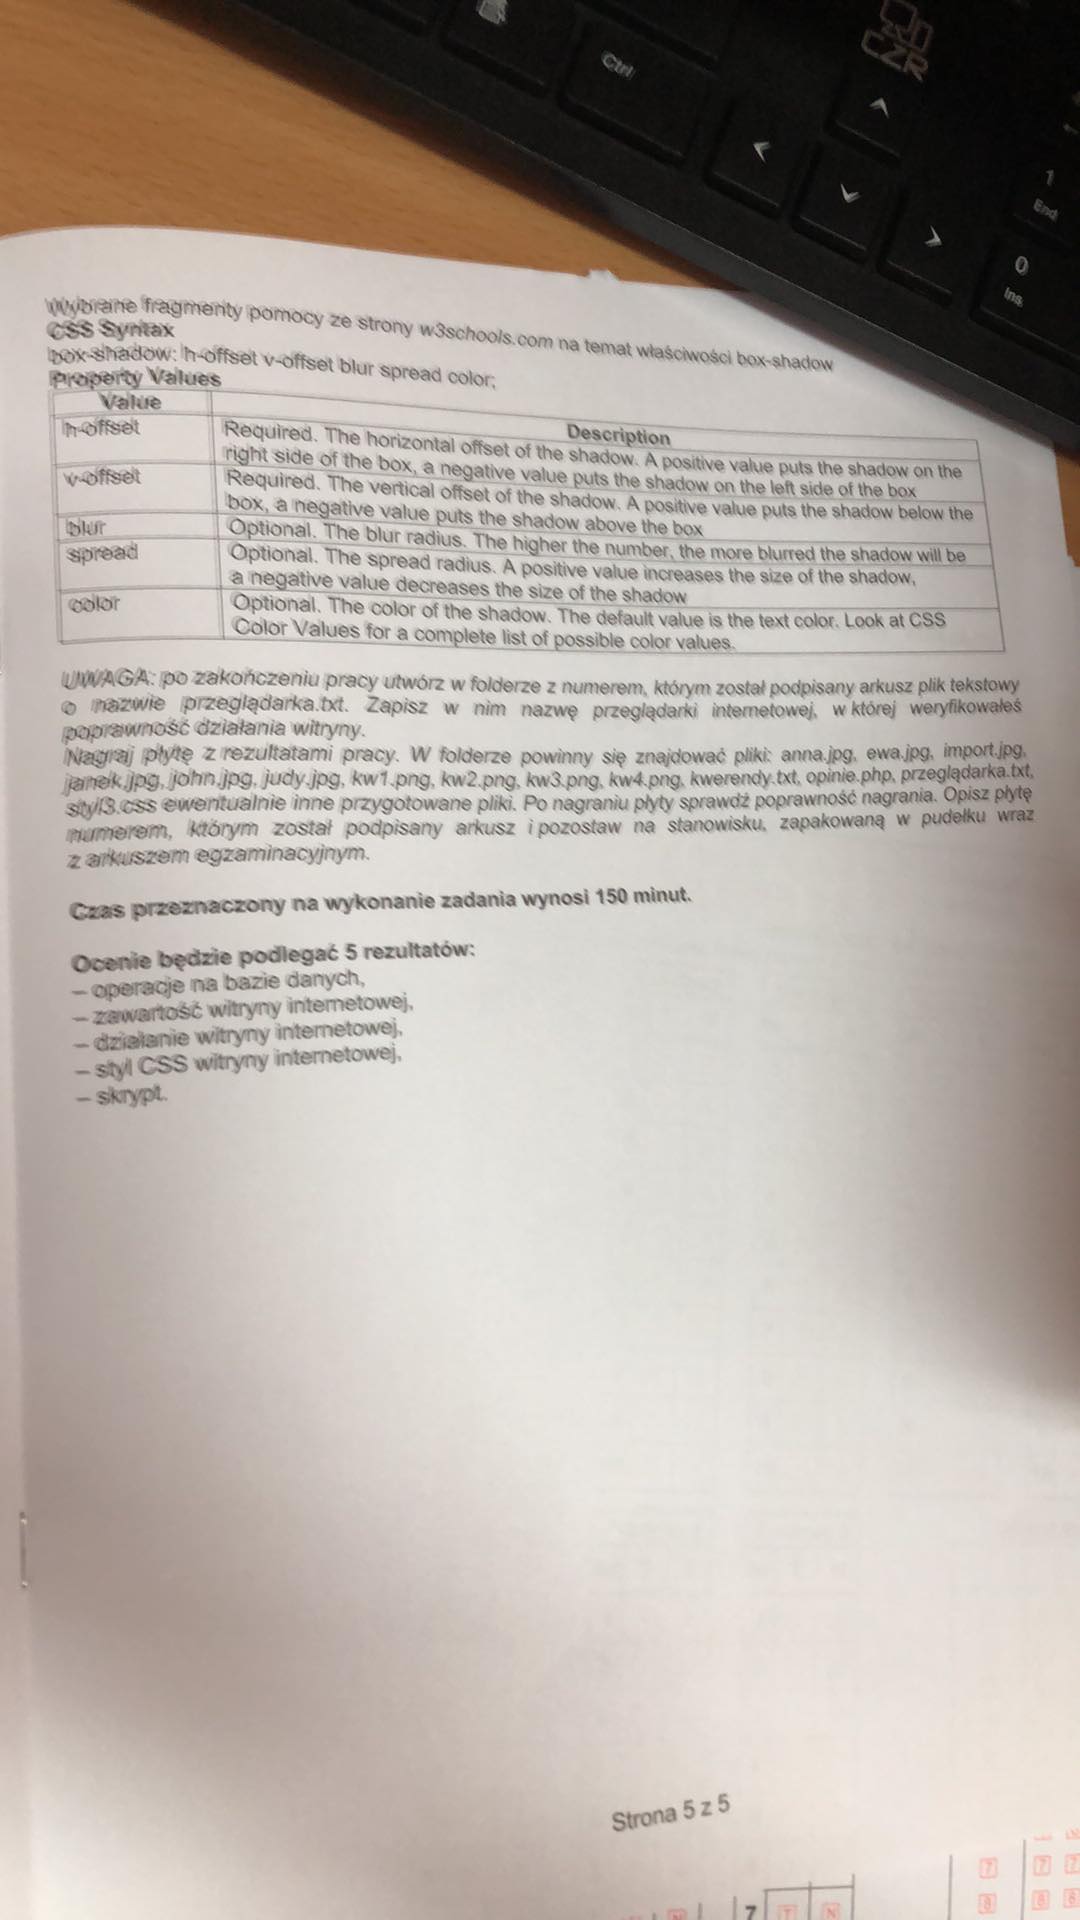 Ctrl
1
End
0
Ins
Wybrane fragmenty pomocy ze strony w3schools.com na temat właściwości box-shadow
CSS Syntax
box-shadow: h-offset v-offset blur spread color;
Property Values
Value
Description
h-offset
Required. The horizontal offset of the shadow. A positive value puts the shadow on the
right side of the box, a negative value puts the shadow on the left side of the box
v-offset
Required. The vertical offset of the shadow. A positive value puts the shadow below the
box, a negative value puts the shadow above the box
blur
Optional. The blur radius. The higher the number, the more blurred the shadow will be
spread
Optional. The spread radius. A positive value increases the size of the shadow,
a negative value decreases the size of the shadow
color
Optional. The color of the shadow. The default value is the text color. Look at CSS
Color Values for a complete list of possible color values.
UWAGA: po zakończeniu pracy utwórz w folderze z numerem, którym został podpisany arkusz plik tekstowy
o nazwie przeglądarka.txt. Zapisz w nim nazwę przeglądarki internetowej, w której weryfikowałeś
poprawność działania witryny.
Nagraj płytę z rezultatami pracy. W folderze powinny się znajdować pliki: anna.jpg, ewa.jpg, import.jpg,
janek.jpg, john.jpg, judy.jpg, kw1.png, kw2.png, kw3.png, kw4.png, kwerendy.txt, opinie.php, przeglądarka.txt,
styl3.css ewentualnie inne przygotowane pliki. Po nagraniu płyty sprawdź poprawność nagrania. Opisz płytę
numerem, którym został podpisany arkusz i pozostaw na stanowisku, zapakowaną w pudełku wraz
z arkuszem egzaminacyjnym.
Czas przeznaczony na wykonanie zadania wynosi 150 minut.
Ocenie będzie podlegać 5 rezultatów:
– operacje na bazie danych,
– zawartość witryny internetowej,
– działanie witryny internetowej,
– styl CSS witryny internetowej,
– skrypt.
Strona 5 z 5
7 7 7
8 8 8
N 7 T N